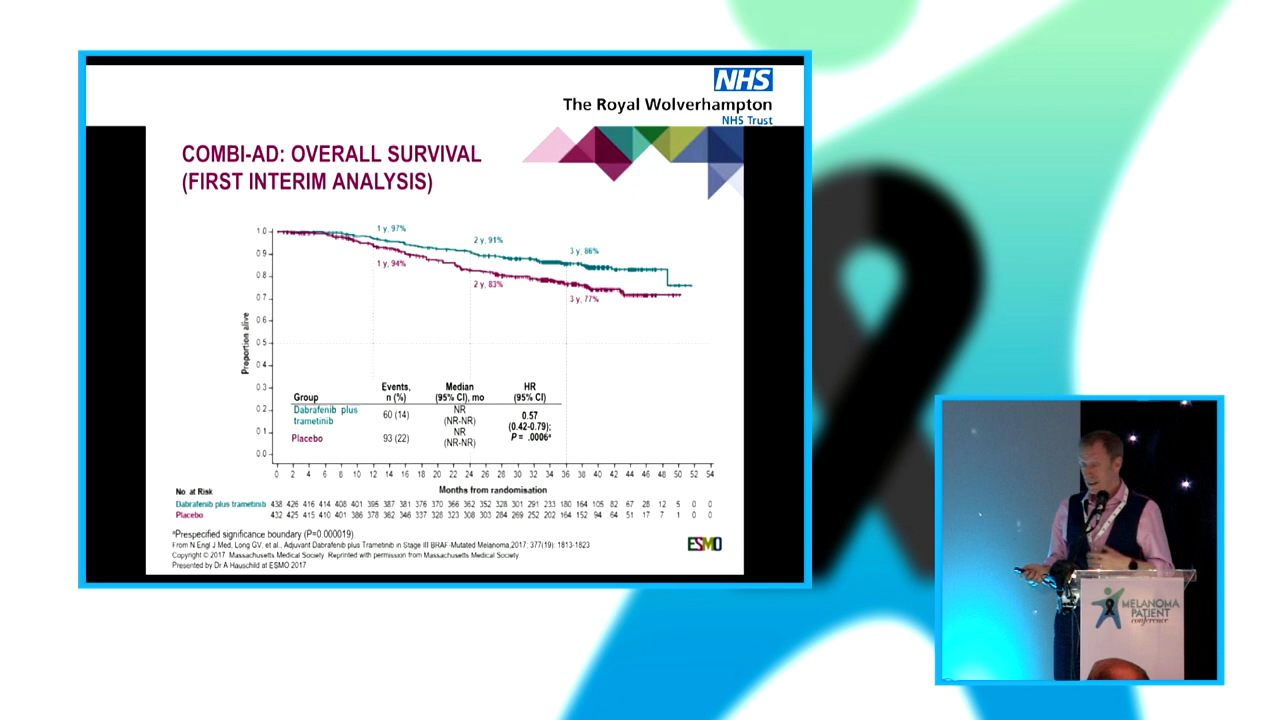 NHS
The Royal Wolverhampton
NHS Trust
COMBI-AD: OVERALL SURVIVAL
(FIRST INTERIM ANALYSIS)
Proportion alive
1.0
0.9
0.8
0.7
0.6
0.5
0.4
0.3
0.2
0.1
0.0
1 y, 97%
2 y, 91%
3 y, 86%
1 y, 94%
2 y, 83%
3 y, 77%
Group Events, n (%) Median (95% CI), mo HR (95% CI)
Dabrafenib plus trametinib 60 (14) NR (NR-NR) 0.57 (0.42-0.79); P = .0006ª
Placebo 93 (22) NR (NR-NR)
0 2 4 6 8 10 12 14 16 18 20 22 24 26 28 30 32 34 36 38 40 42 44 46 48 50 52 54
Months from randomisation
No. at Risk
Dabrafenib plus trametinib 438 426 416 414 408 401 395 387 381 376 370 366 362 352 328 301 291 233 180 164 105 82 67 28 12 5 0 0
Placebo 432 425 415 410 401 386 378 362 346 337 328 323 308 303 284 269 252 202 164 152 94 64 51 17 7 1 0 0
ªPrespecified significance boundary (P=0.000019)
From N Engl J Med, Long GV, et al., Adjuvant Dabrafenib plus Trametinib in Stage III BRAF-Mutated Melanoma, 2017; 377(19): 1813-1823
Copyright © 2017 Massachusetts Medical Society. Reprinted with permission from Massachusetts Medical Society
Presented by Dr A Hauschild at ESMO 2017
ESMO
MELANOMA
PATIENT
conference